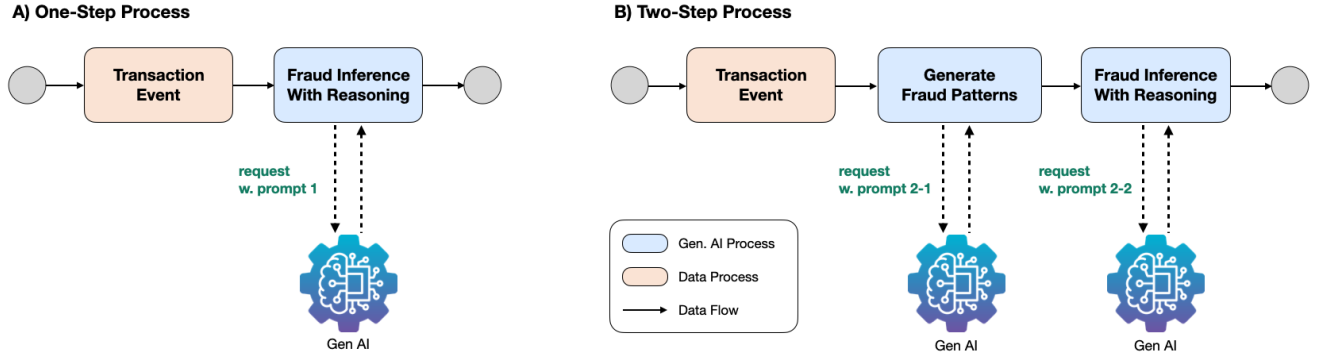 A) One-Step Process
Transaction
Event
Fraud Inference
With Reasoning
request
w. prompt 1
Gen AI
B) Two-Step Process
Transaction
Event
Generate
Fraud Patterns
Fraud Inference
With Reasoning
request
w. prompt 2-1
request
w. prompt 2-2
Gen. AI Process
Data Process
Data Flow
Gen AI
Gen AI